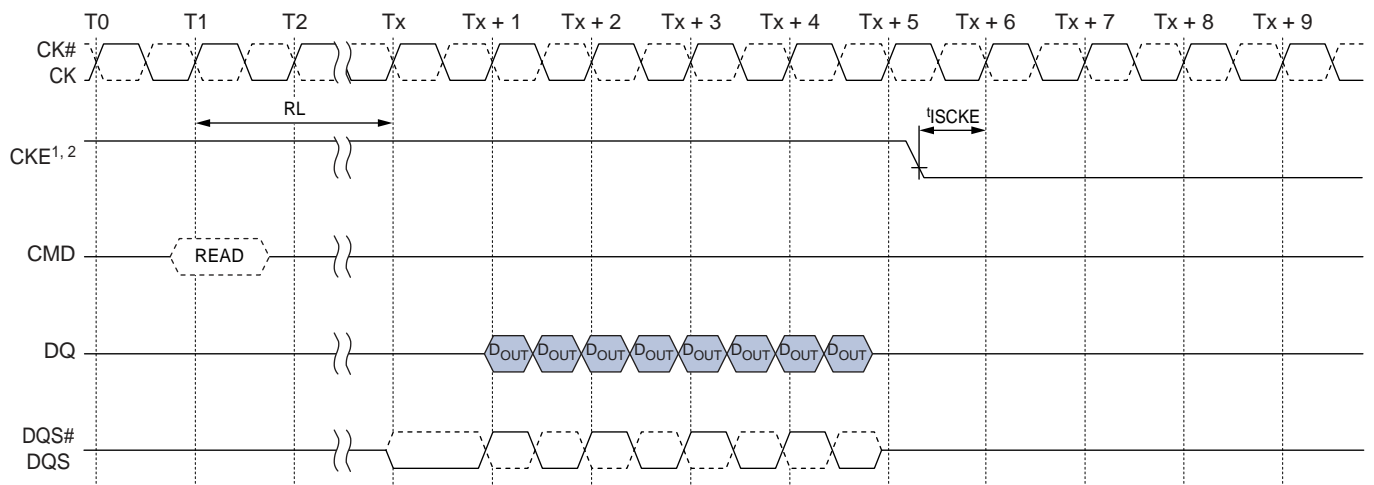 T0 T1 T2 Tx Tx + 1 Tx + 2 Tx + 3 Tx + 4 Tx + 5 Tx + 6 Tx + 7 Tx + 8 Tx + 9
CK#
CK
RL
tISCKE
CKE1, 2
CMD
READ
DQ
DOUT DOUT DOUT DOUT DOUT DOUT DOUT DOUT
DQS#
DQS